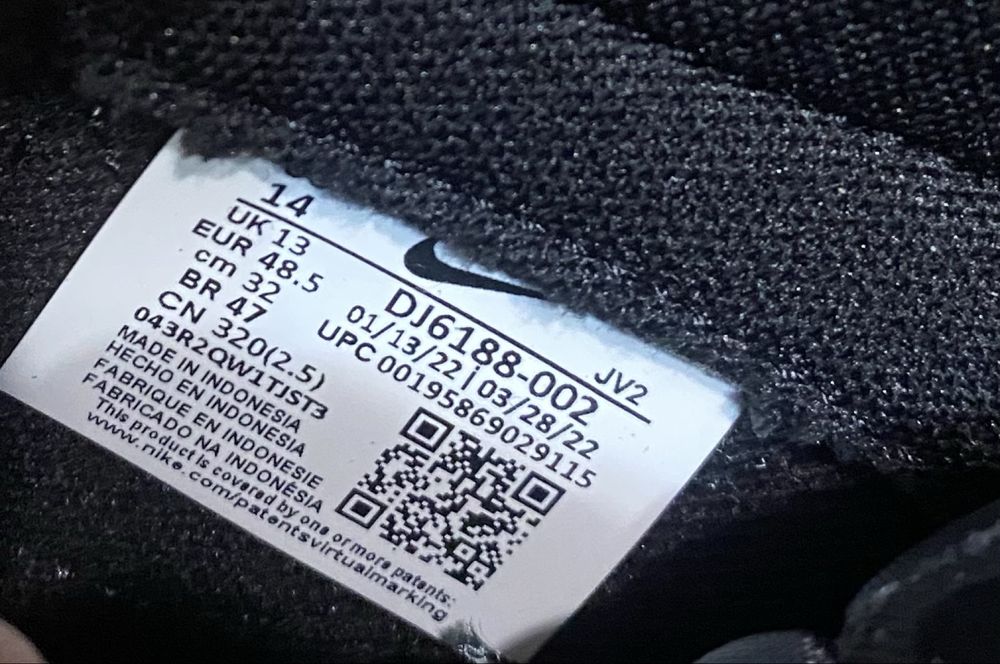 14
UK 13
EUR 48.5
cm 32
BR 47
CN 320(2.5)
043R2QW1TJST3
MADE IN INDONESIA
HECHO EN INDONESIA
FABRIQUE EN INDONESIE
FABRICADO NA INDONÉSIA
This product is covered by one or more patents:
www.nike.com/patentsvirtualmarking
JV2
DJ6188-002
01/13/22 | 03/28/22
UPC 00195869029115